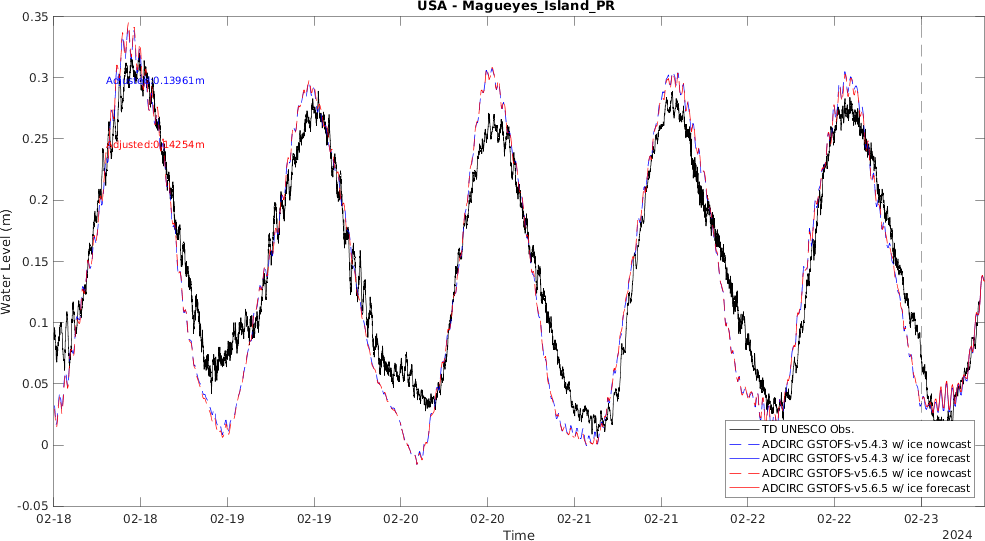 USA - Magueyes_Island_PR
0.35
0.3
0.25
0.2
0.15
0.1
0.05
0
-0.05
Water Level (m)
Adjusted:0.13961m
Adjusted:0.14254m
TD UNESCO Obs.
ADCIRC GSTOFS-v5.4.3 w/ ice nowcast
ADCIRC GSTOFS-v5.4.3 w/ ice forecast
ADCIRC GSTOFS-v5.6.5 w/ ice nowcast
ADCIRC GSTOFS-v5.6.5 w/ ice forecast
02-18 02-18 02-19 02-19 02-20 02-20 02-21 02-21 02-22 02-22 02-23
Time
2024